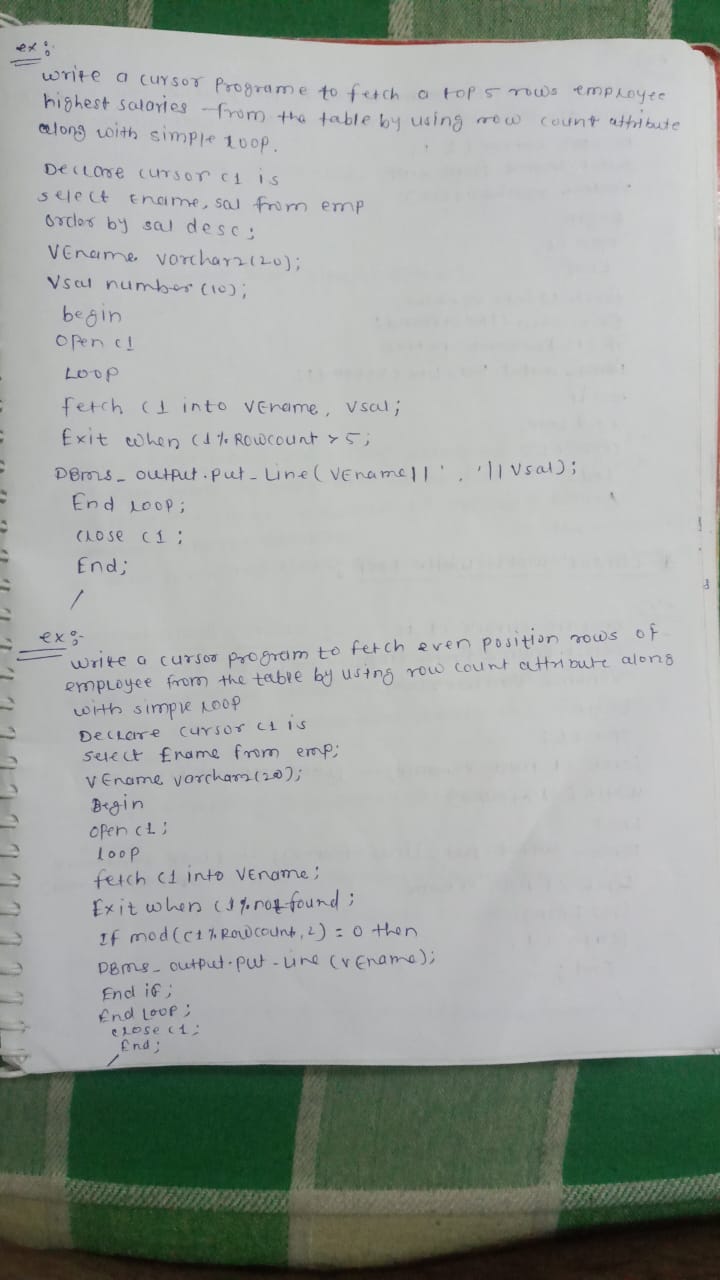 ex:-
write a cursor programe to fetch a top 5 rows employee
highest salaries from the table by using row count attribute
along with simple loop.
Declare cursor c1 is
select Ename, sal from emp
order by sal desc;
VEname varchar2(20);
Vsal number(10);
begin
open c1
Loop
fetch c1 into VEname, Vsal;
Exit when c1%Rowcount >5;
DBms_output.put_Line(VEname||' , '||Vsal);
End Loop;
close c1;
End;
/
ex:-
write a cursor program to fetch even position rows of
employee from the table by using row count attribute along
with simple loop
Declare cursor c1 is
select Ename from emp;
VEname varchar2(20);
Begin
open c1;
loop
fetch c1 into VEname;
Exit when c1%notfound;
If mod(c1%Rowcount,2)=0 then
DBms_output.put_Line(vEname);
End if;
End Loop;
close c1;
End;
/